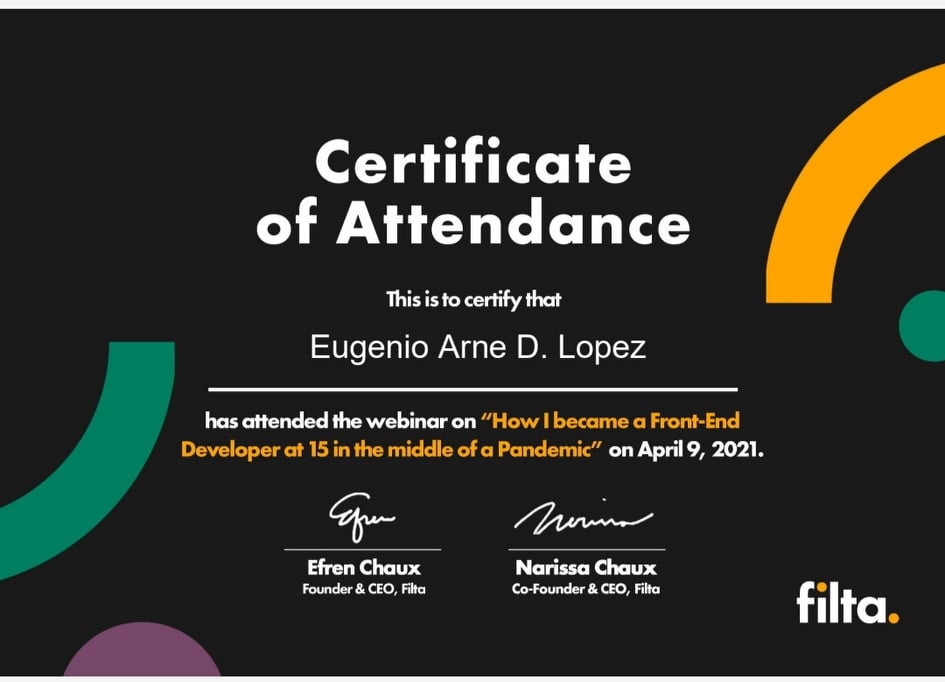 Certificate
of Attendance
This is to certify that
Eugenio Arne D. Lopez
has attended the webinar on “How I became a Front-End
Developer at 15 in the middle of a Pandemic” on April 9, 2021.
Efren
Narissa
Efren Chaux
Narissa Chaux
Founder & CEO, Filta
Co-Founder & CEO, Filta
filta.